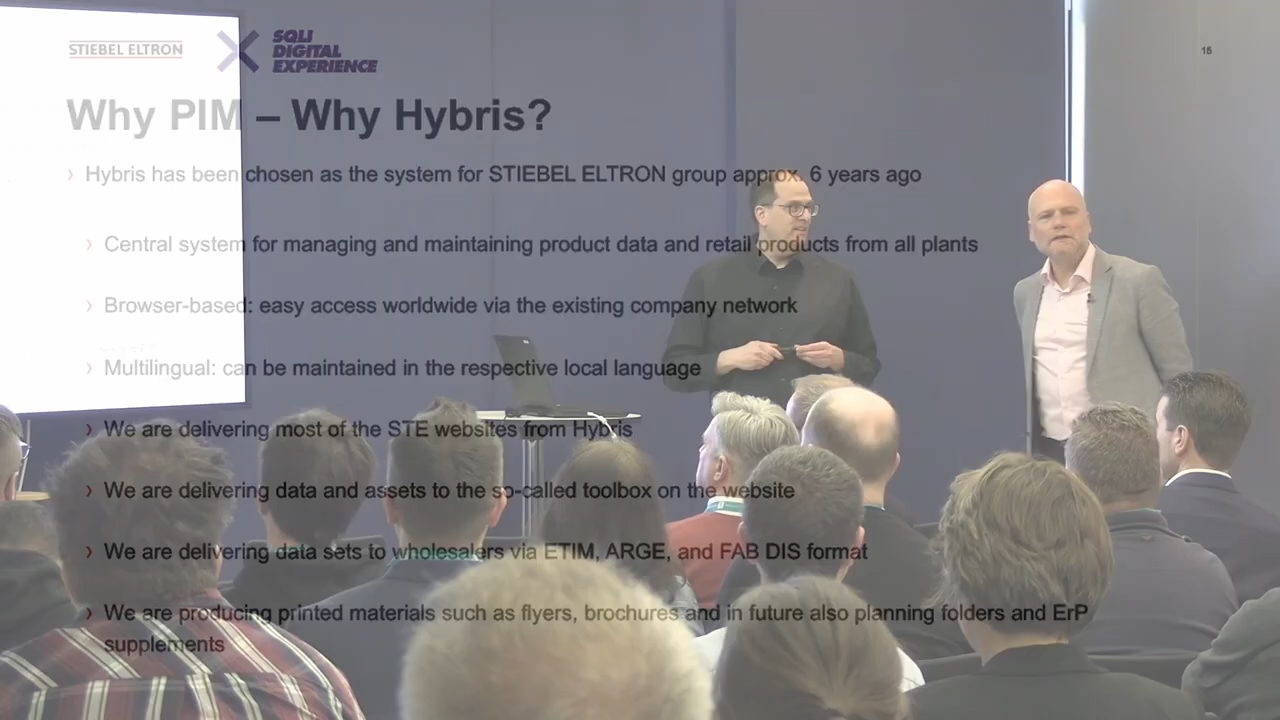 STIEBEL ELTRON
SQLI
DIGITAL
EXPERIENCE
15
Why PIM – Why Hybris?
› Hybris has been chosen as the system for STIEBEL ELTRON group approx. 6 years ago
› Central system for managing and maintaining product data and retail products from all plants
› Browser-based: easy access worldwide via the existing company network
› Multilingual: can be maintained in the respective local language
› We are delivering most of the STE websites from Hybris
› We are delivering data and assets to the so-called toolbox on the website
› We are delivering data sets to wholesalers via ETIM, ARGE, and FAB DIS format
› We are producing printed materials such as flyers, brochures and in future also planning folders and ErP
supplements